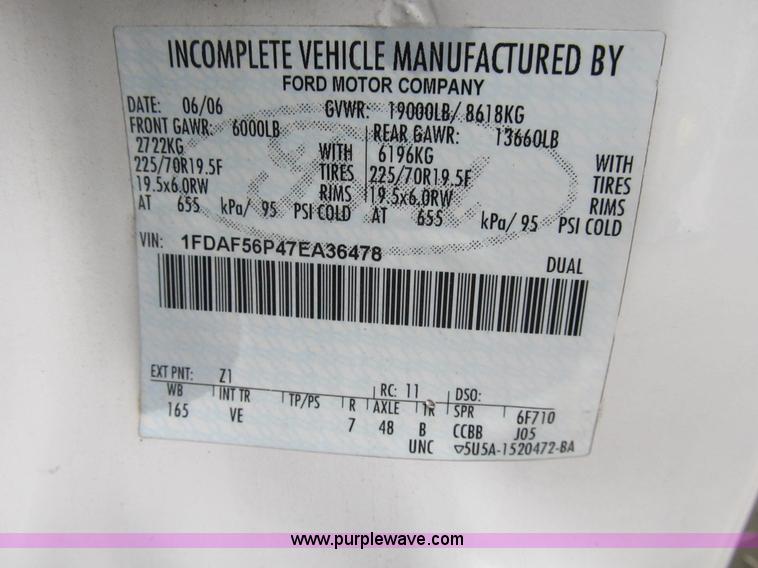 INCOMPLETE VEHICLE MANUFACTURED BY
FORD MOTOR COMPANY
DATE: 06/06 GVWR: 19000LB/ 8618KG
FRONT GAWR: 6000LB REAR GAWR: 13660LB
2722KG WITH 6196KG WITH
225/70R19.5F TIRES 225/70R19.5F TIRES
19.5x6.0RW RIMS 19.5x6.0RW RIMS
AT 655 kPa/ 95 PSI COLD AT 655 kPa/ 95 PSI COLD
VIN: 1FDAF56P47EA36478 DUAL
EXT PNT: Z1 RC: 11 DSO:
WB INT TR TP/PS R AXLE TR SPR 6F710
165 VE 7 48 B CCBB J05
UNC 5U5A-1520472-BA
www.purplewave.com